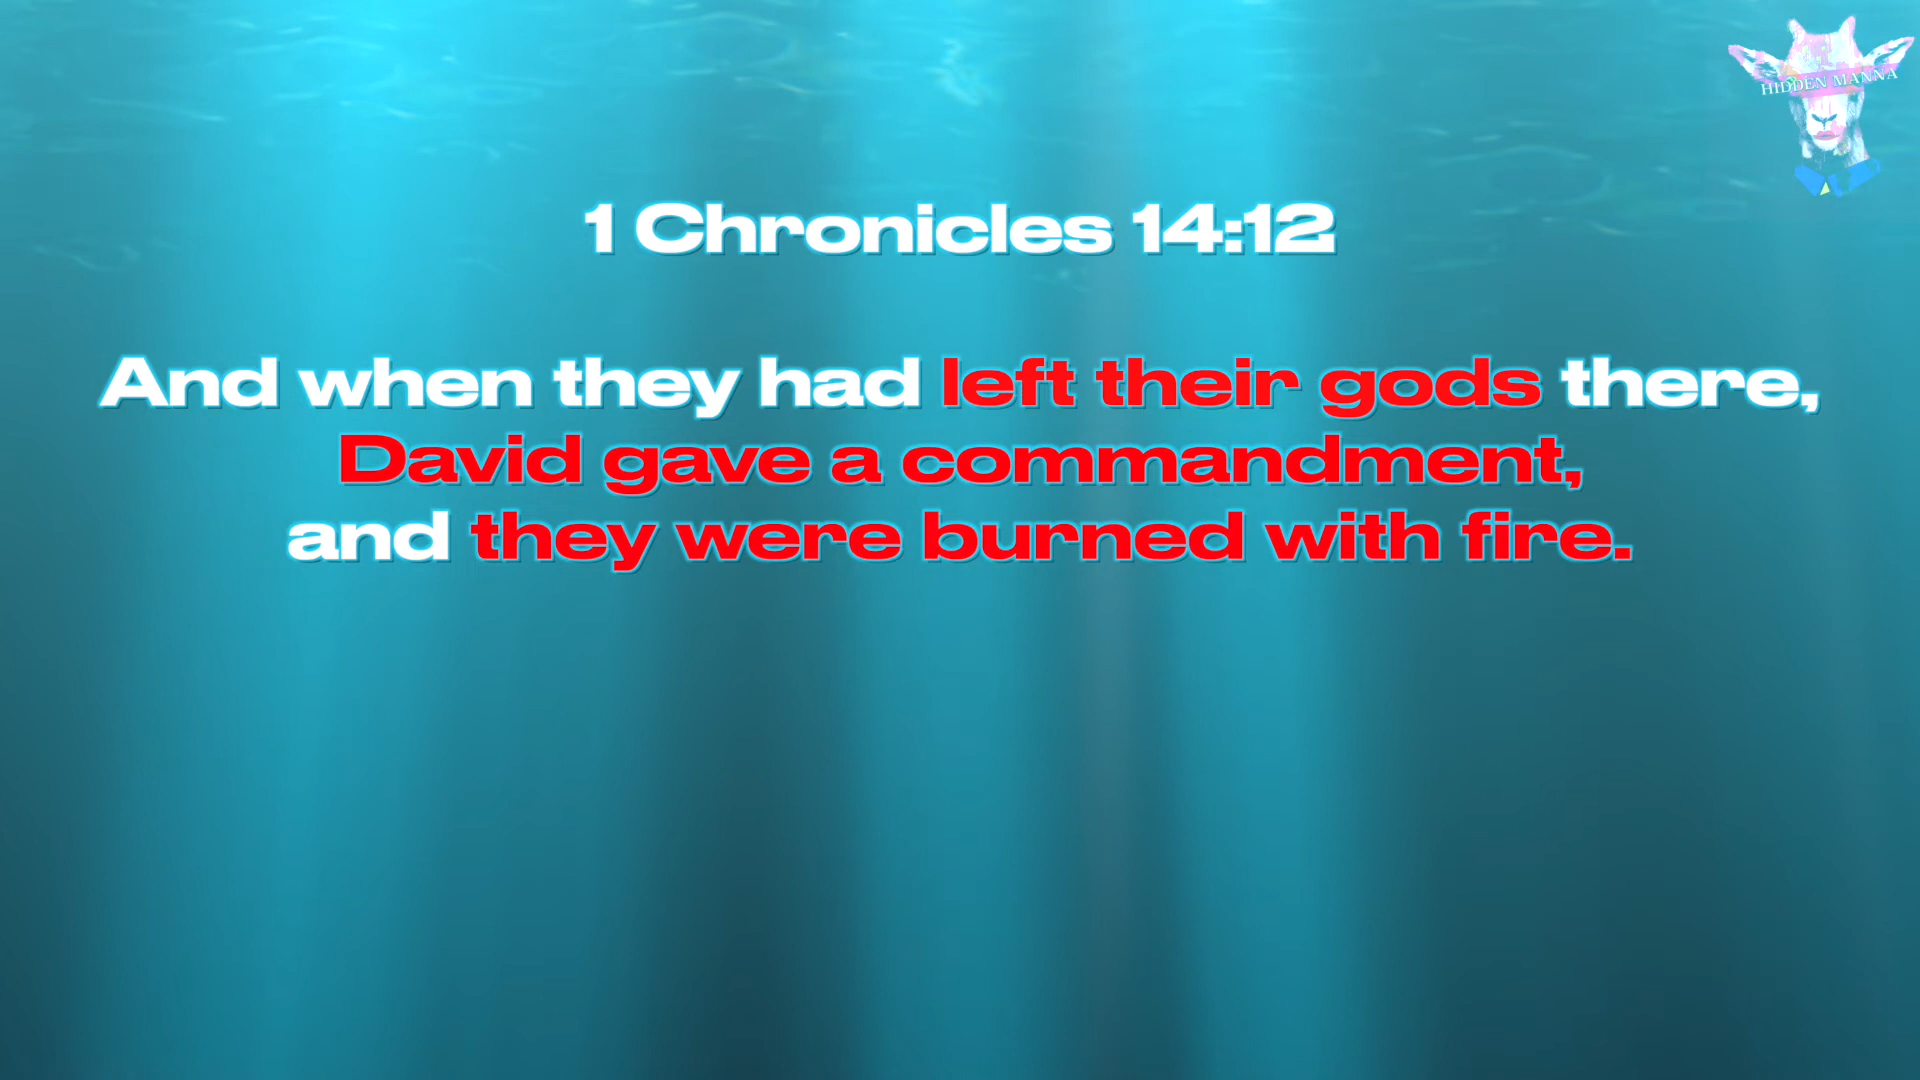 HIDDEN MANNA
1 Chronicles 14:12
And when they had left their gods there,
David gave a commandment,
and they were burned with fire.